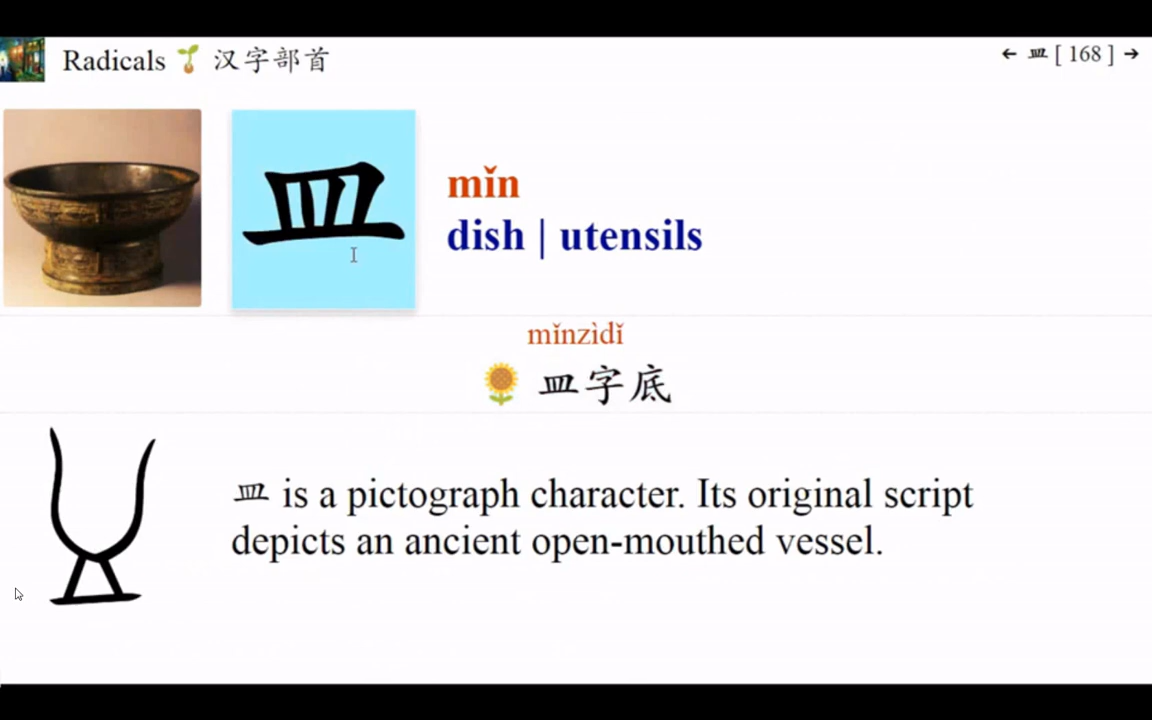 Radicals 🌱 汉字部首
← 皿 [ 168 ] →
皿
mǐn
dish | utensils
mǐnzìdǐ
🌻 皿字底
皿 is a pictograph character. Its original script
depicts an ancient open-mouthed vessel.